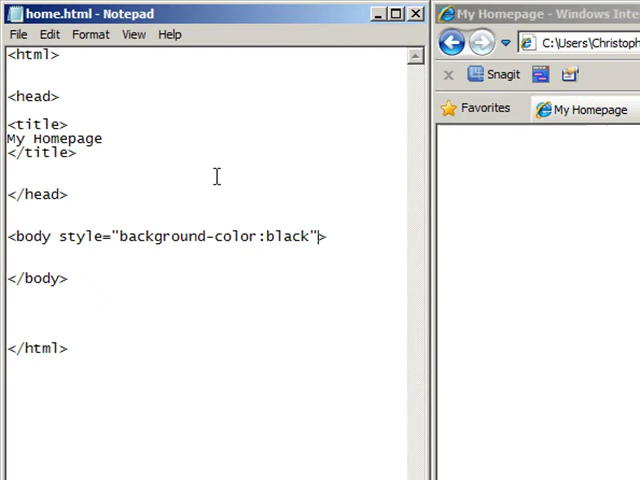 home.html - Notepad
File Edit Format View Help
<html>
<head>
<title>
My Homepage
</title>
</head>
<body style="background-color:black">
</body>
</html>
My Homepage - Windows Inte
C:\Users\Christoph
Snagit
Favorites
My Homepage